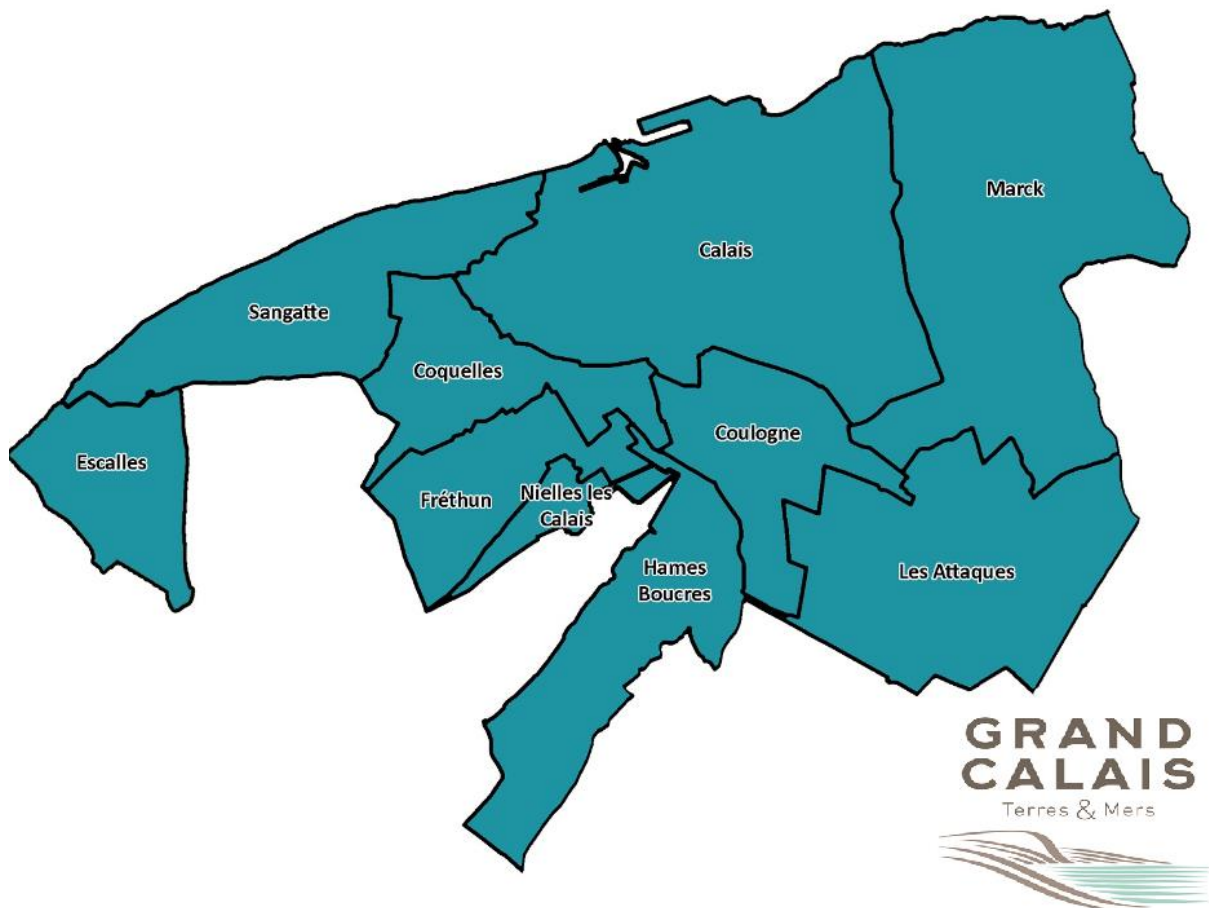 Marck
Calais
Sangatte
Coquelles
Coulogne
Escalles
Fréthun
Nielles les
Calais
Hames
Boucres
Les Attaques
GRAND
CALAIS
Terres & Mers